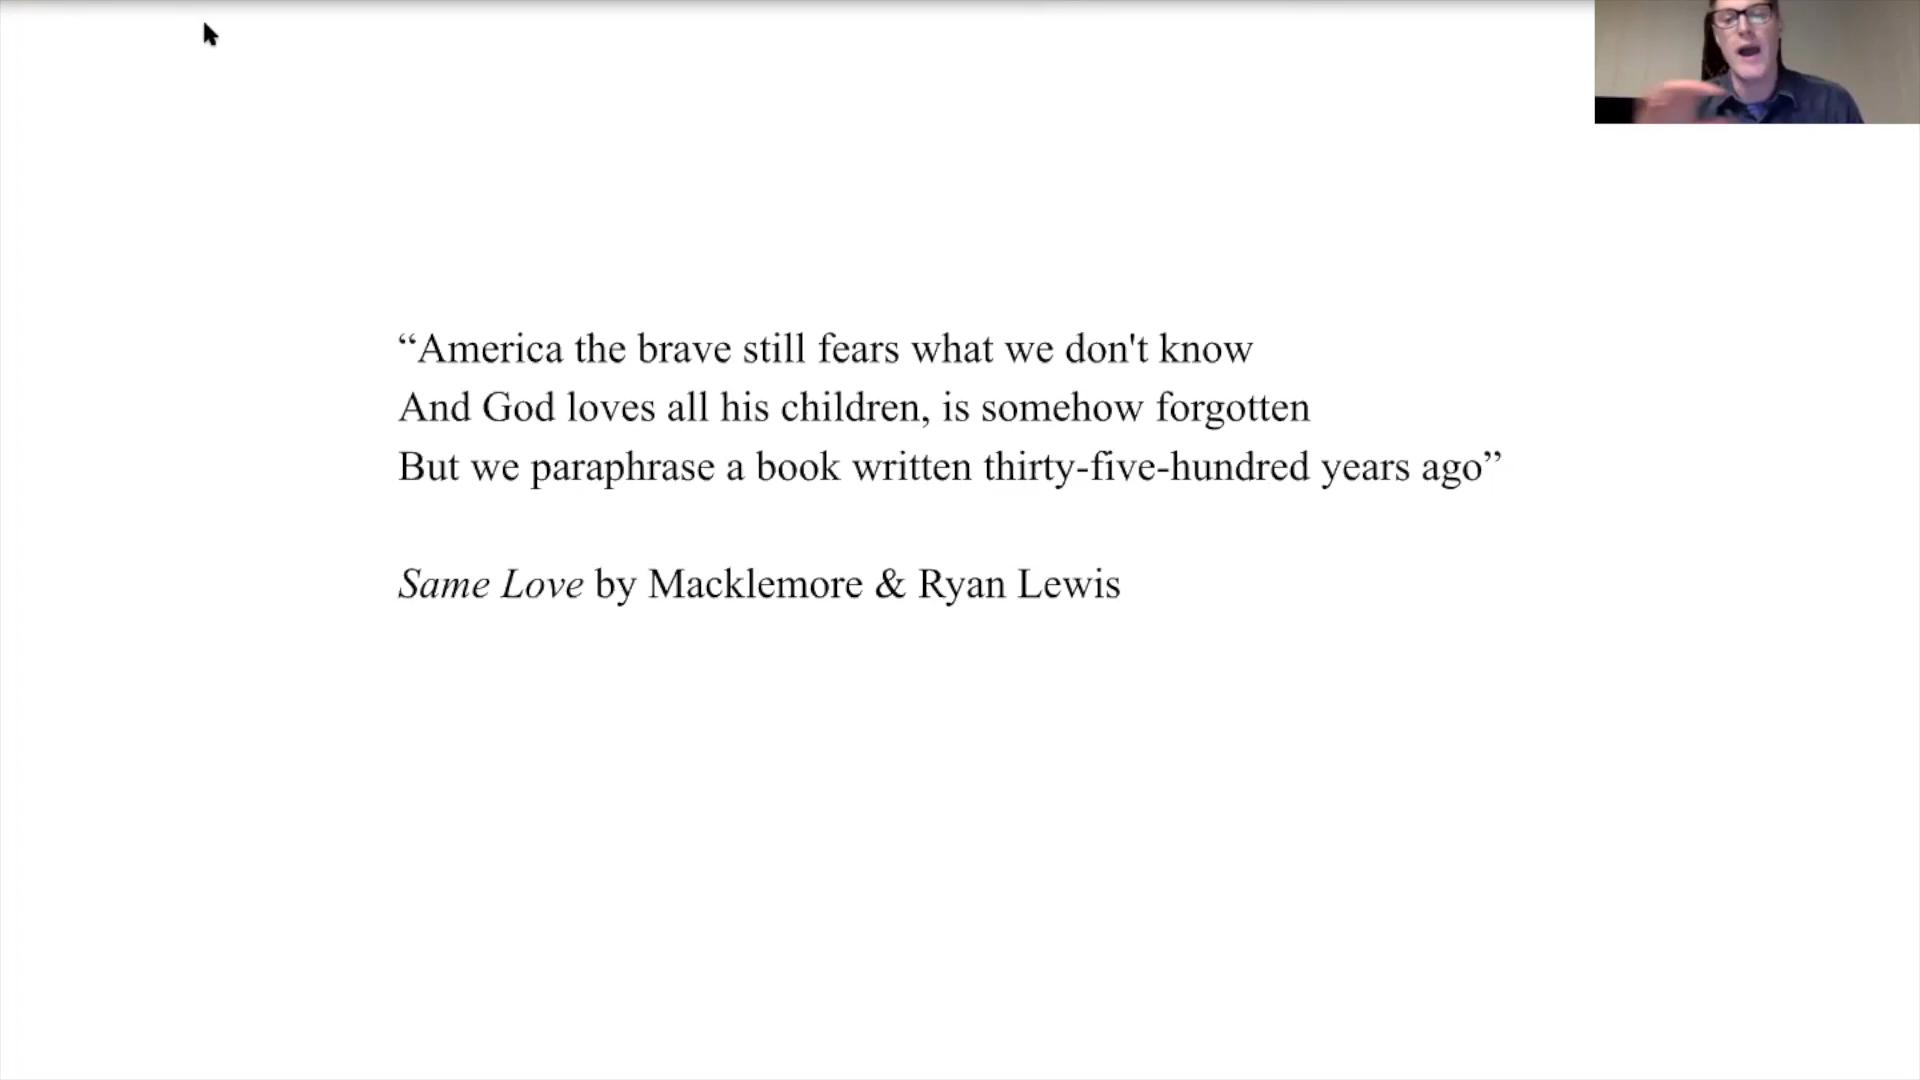 “America the brave still fears what we don't know
And God loves all his children, is somehow forgotten
But we paraphrase a book written thirty-five-hundred years ago”
Same Love by Macklemore & Ryan Lewis